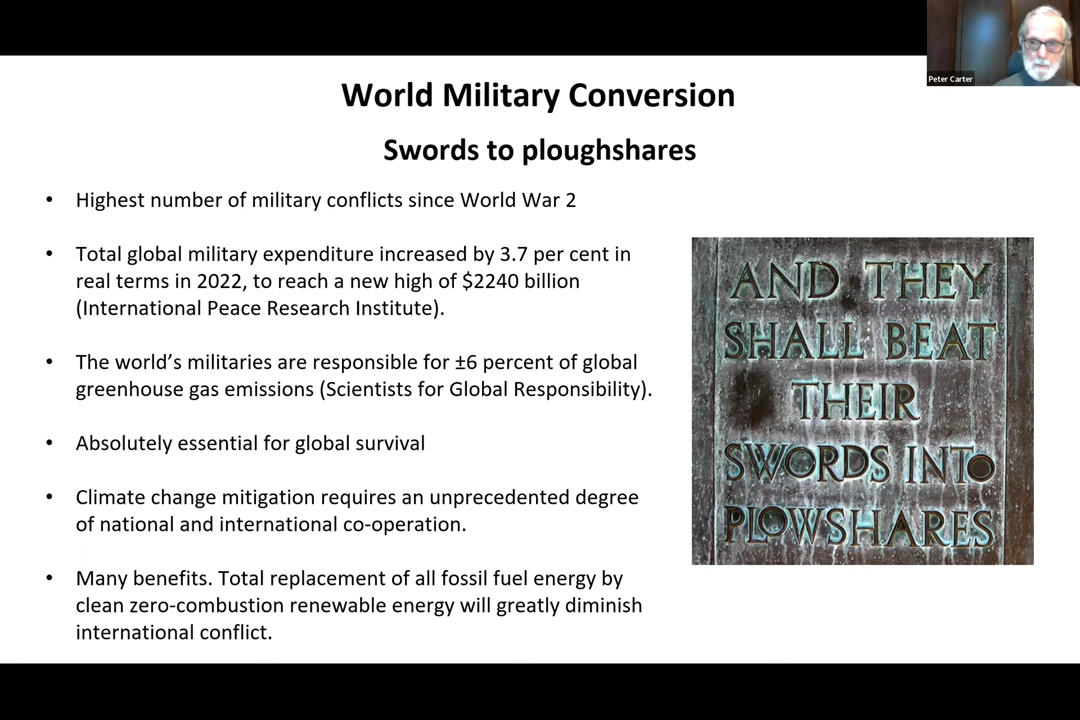 Peter Carter
World Military Conversion
Swords to ploughshares
• Highest number of military conflicts since World War 2
• Total global military expenditure increased by 3.7 per cent in
real terms in 2022, to reach a new high of $2240 billion
(International Peace Research Institute).
• The world’s militaries are responsible for ±6 percent of global
greenhouse gas emissions (Scientists for Global Responsibility).
• Absolutely essential for global survival
• Climate change mitigation requires an unprecedented degree
of national and international co-operation.
• Many benefits. Total replacement of all fossil fuel energy by
clean zero-combustion renewable energy will greatly diminish
international conflict.
AND THEY
SHALL BEAT
THEIR
SWORDS INTO
PLOWSHARES